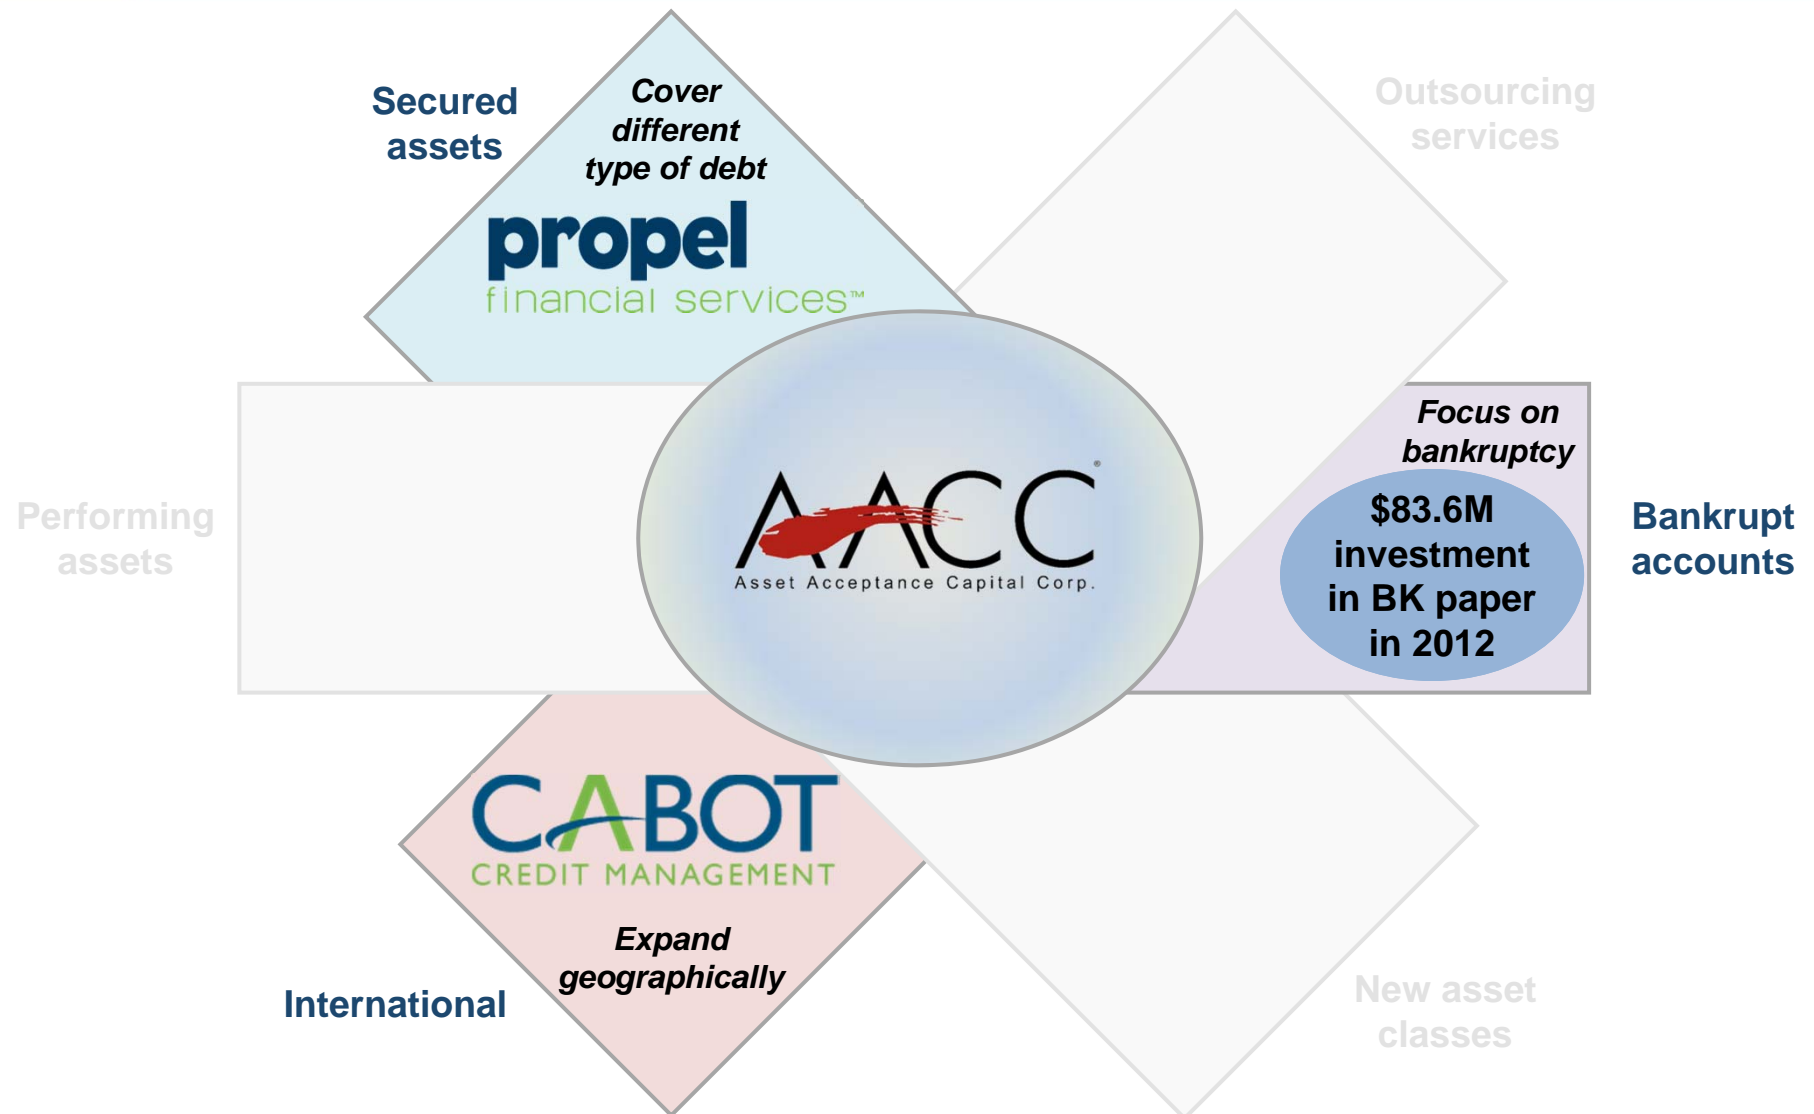 Secured
assets
Cover
different
type of debt
propel
financial services™
Outsourcing
services
Performing
assets
AACC®
Asset Acceptance Capital Corp.
Focus on
bankruptcy
$83.6M
investment
in BK paper
in 2012
Bankrupt
accounts
CABOT
CREDIT MANAGEMENT
Expand
geographically
International
New asset
classes